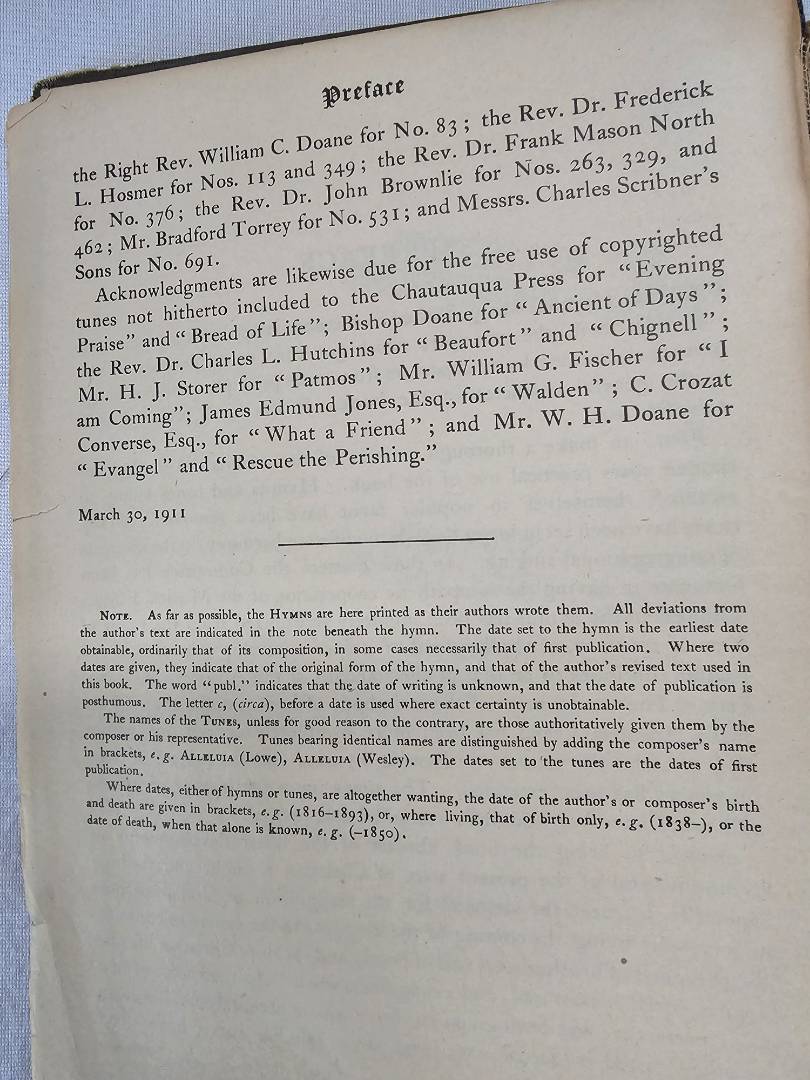 Preface
the Right Rev. William C. Doane for No. 83; the Rev. Dr. Frederick
L. Hosmer for Nos. 113 and 349; the Rev. Dr. Frank Mason North
for No. 376; the Rev. Dr. John Brownlie for Nos. 263, 329, and
462; Mr. Bradford Torrey for No. 531; and Messrs. Charles Scribner's
Sons for No. 691.
Acknowledgments are likewise due for the free use of copyrighted
tunes not hitherto included to the Chautauqua Press for "Evening
Praise" and "Bread of Life"; Bishop Doane for "Ancient of Days";
the Rev. Dr. Charles L. Hutchins for "Beaufort" and "Chignell";
Mr. H. J. Storer for "Patmos"; Mr. William G. Fischer for "I
am Coming"; James Edmund Jones, Esq., for "Walden"; C. Crozat
Converse, Esq., for "What a Friend"; and Mr. W. H. Doane for
"Evangel" and "Rescue the Perishing."
March 30, 1911
NOTE. As far as possible, the HYMNS are here printed as their authors wrote them. All deviations from
the author's text are indicated in the note beneath the hymn. The date set to the hymn is the earliest date
obtainable, ordinarily that of its composition, in some cases necessarily that of first publication. Where two
dates are given, they indicate that of the original form of the hymn, and that of the author's revised text used in
this book. The word "publ." indicates that the date of writing is unknown, and that the date of publication is
posthumous. The letter c, (circa), before a date is used where exact certainty is unobtainable.
The names of the TUNES, unless for good reason to the contrary, are those authoritatively given them by the
composer or his representative. Tunes bearing identical names are distinguished by adding the composer's name
in brackets, e. g. ALLELUIA (Lowe), ALLELUIA (Wesley). The dates set to the tunes are the dates of first
publication.
Where dates, either of hymns or tunes, are altogether wanting, the date of the author's or composer's birth
and death are given in brackets, e. g. (1816–1893), or, where living, that of birth only, e. g. (1838–), or the
date of death, when that alone is known, e. g. (–1850).